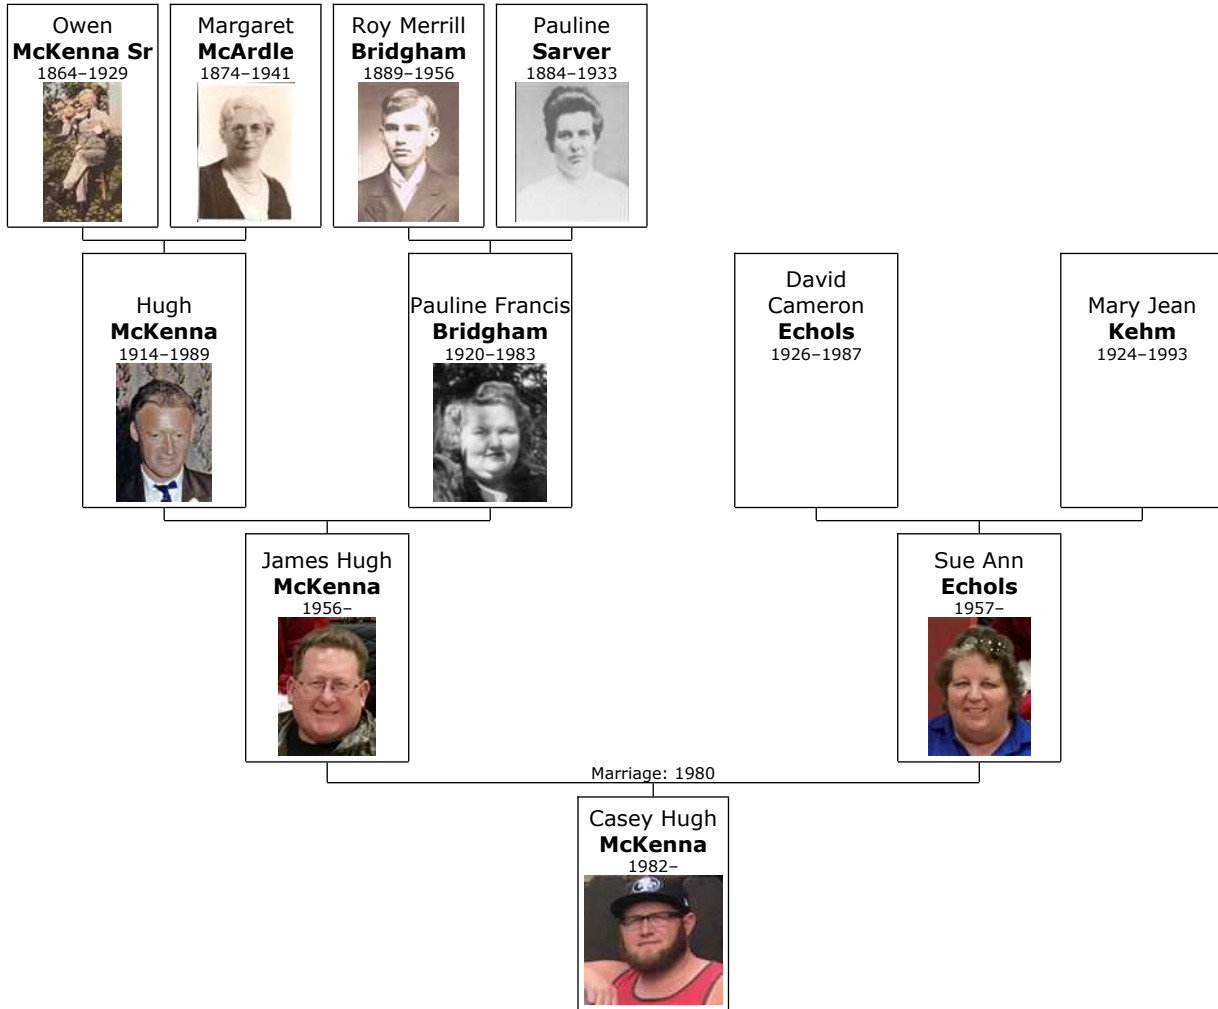 Owen
McKenna Sr
1864–1929
Margaret
McArdle
1874–1941
Roy Merrill
Bridgham
1889–1956
Pauline
Sarver
1884–1933
Hugh
McKenna
1914–1989
Pauline Francis
Bridgham
1920–1983
David
Cameron
Echols
1926–1987
Mary Jean
Kehm
1924–1993
James Hugh
McKenna
1956–
Sue Ann
Echols
1957–
Marriage: 1980
Casey Hugh
McKenna
1982–